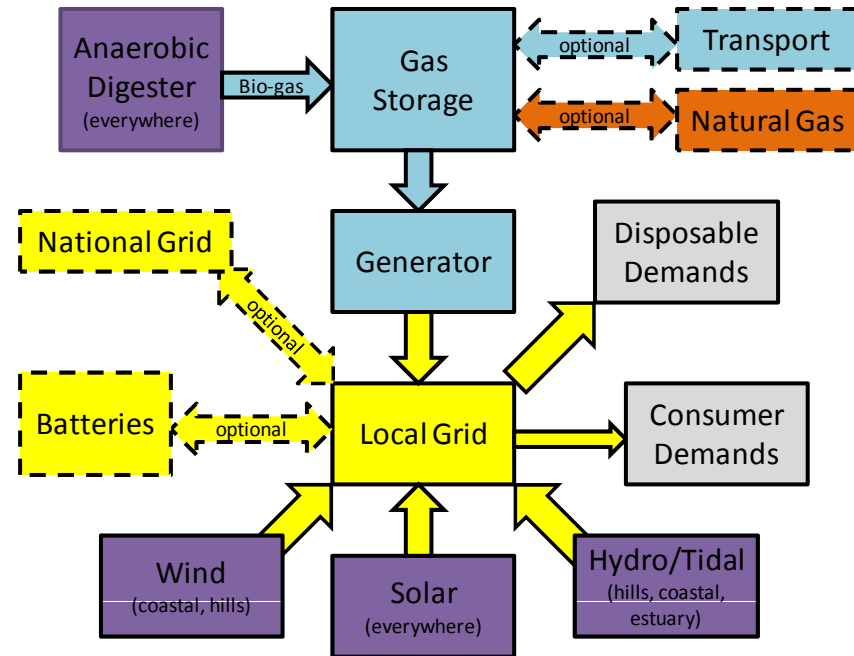 Anaerobic
Digester
(everywhere)
Bio-gas
Gas
Storage
optional
Transport
optional
Natural Gas
National Grid
optional
Generator
Disposable
Demands
Batteries
optional
Local Grid
Consumer
Demands
Wind
(coastal, hills)
Solar
(everywhere)
Hydro/Tidal
(hills, coastal,
estuary)